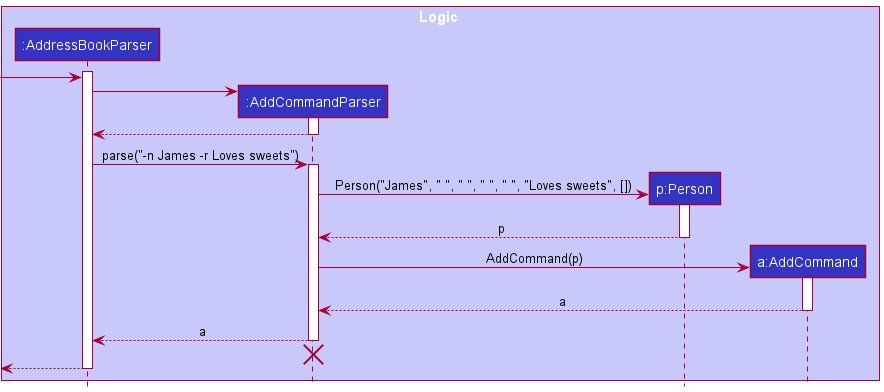 Logic
:AddressBookParser
:AddCommandParser
parse("-n James -r Loves sweets")
Person("James", " ", " ", " ", " ", "Loves sweets", [])
p:Person
p
AddCommand(p)
a:AddCommand
a
a